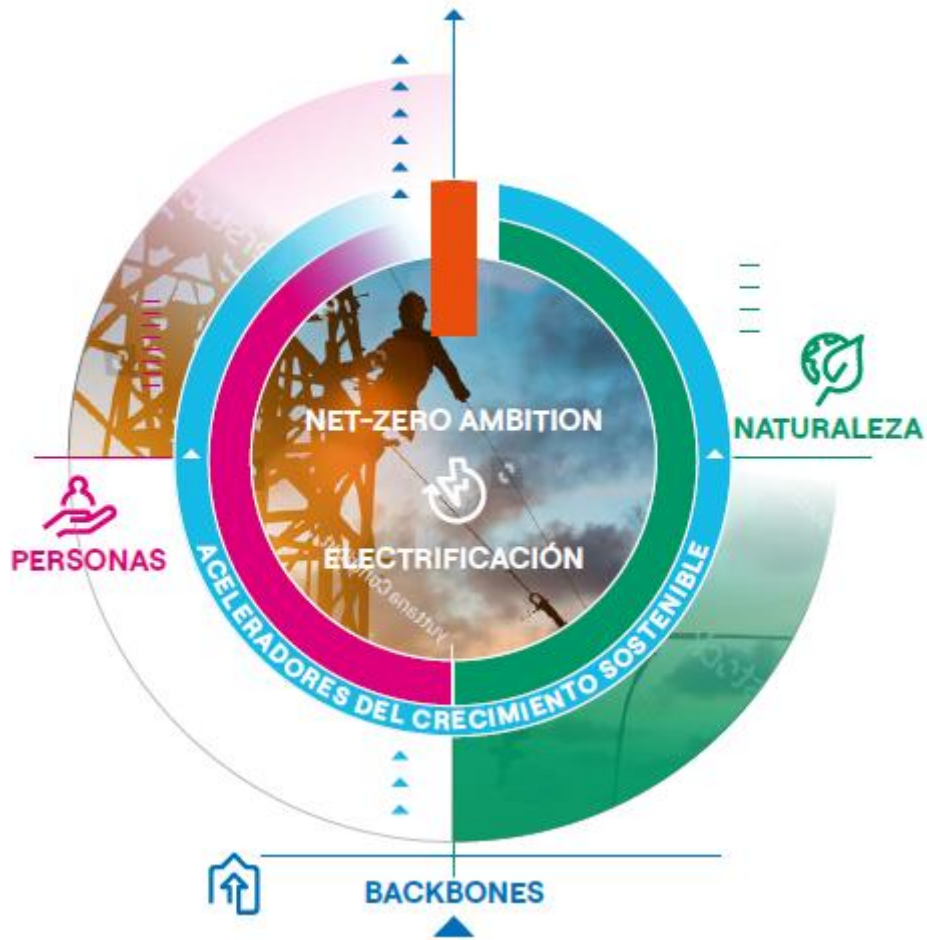 NET-ZERO AMBITION
NATURALEZA
PERSONAS
ELECTRIFICACIÓN
ACELERADORES DEL CRECIMIENTO SOSTENIBLE
BACKBONES